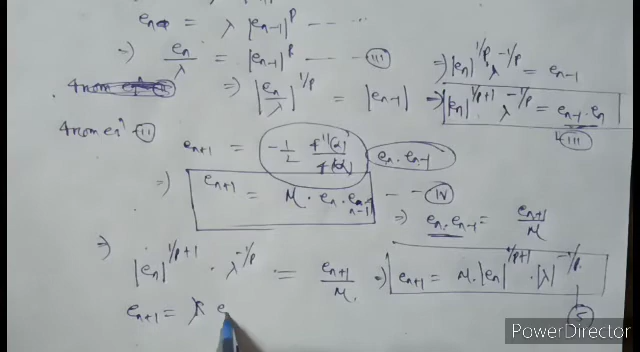 eₙ = λ |eₙ₋₁|ᵖ -- ---
⇒ eₙ/λ = |eₙ₋₁|ᵖ -- -- (III)
⇒ |eₙ/λ|^(1/p) = |eₙ₋₁|
⇒ |eₙ|^(1/p) λ^(-1/p) = eₙ₋₁
⇒ |eₙ|^(1/p+1) · λ^(-1/p) = eₙ₋₁ · eₙ
(III)
from eqⁿ - (II)
eₙ₊₁ = -1/2 f''(α)/f'(α) eₙ · eₙ₋₁
⇒ eₙ₊₁ = M · eₙ · eₙ₋₁ -- (IV)
⇒ eₙ · eₙ₋₁ = eₙ₊₁/M
⇒ |eₙ|^(1/p+1) · λ^(-1/p) = eₙ₊₁/M ⇒ eₙ₊₁ = M · |eₙ|^(1/p+1) · |λ|^(-1/p)
(5)
eₙ₊₁ = e
PowerDirector